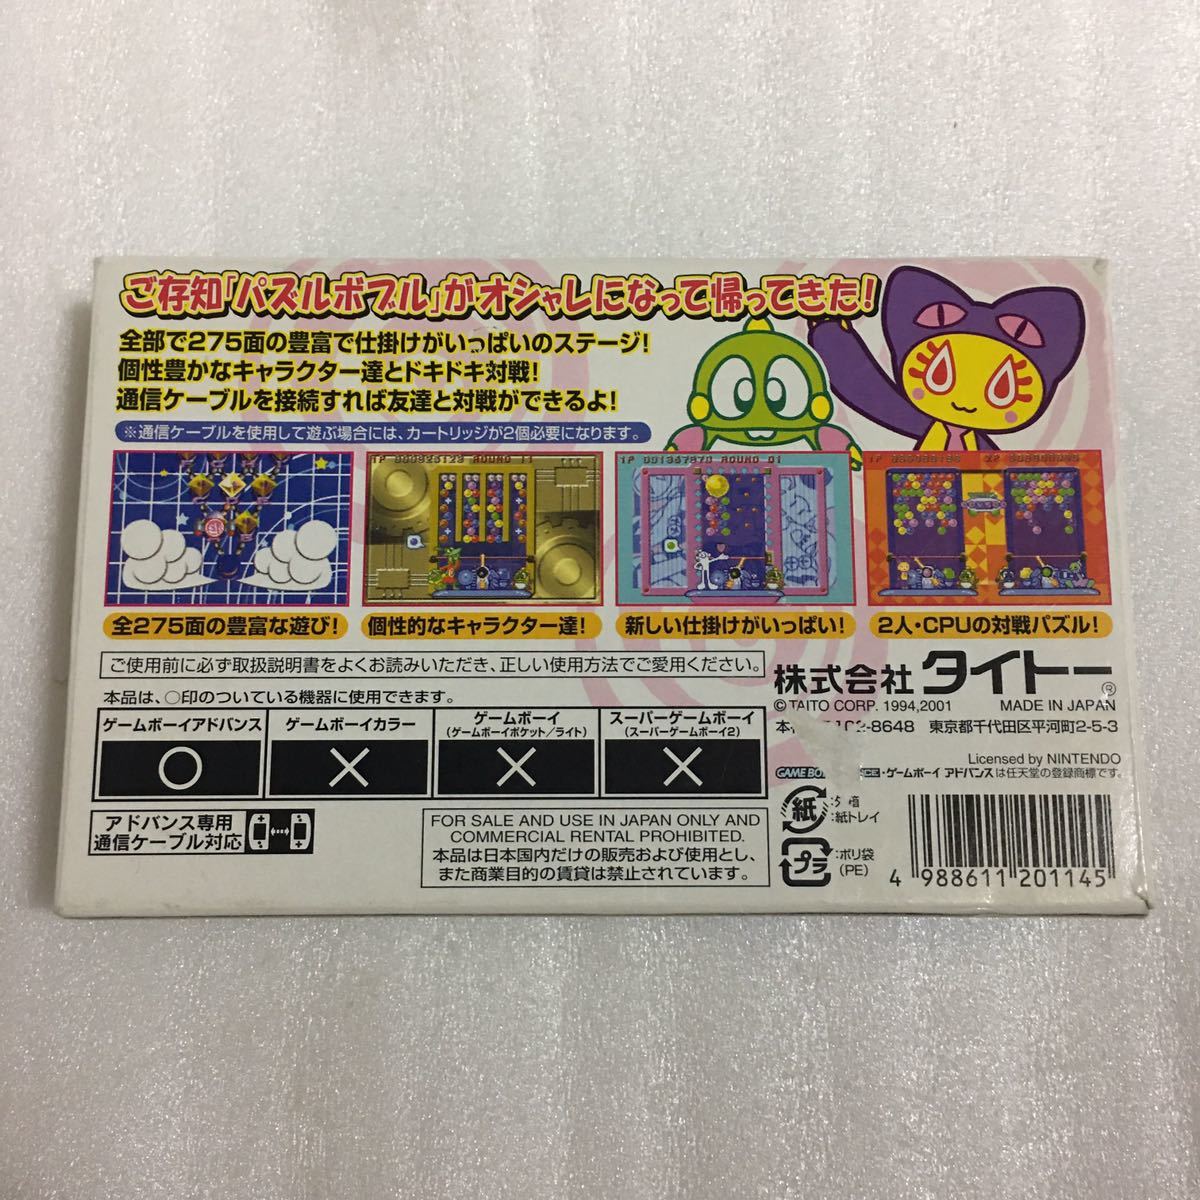 ご存知「パズルボブル」がオシャレになって帰ってきた!
全部で275面の豊富で仕掛けがいっぱいのステージ!
個性豊かなキャラクター達とドキドキ対戦!
通信ケーブルを接続すれば友達と対戦ができるよ!
※通信ケーブルを使用して遊ぶ場合には、カートリッジが2個必要になります。
ROUND 11
1P 001367970 ROUND 01
1P 2P
全275面の豊富な遊び!
個性的なキャラクター達!
新しい仕掛けがいっぱい!
2人・CPUの対戦パズル!
ご使用前に必ず取扱説明書をよくお読みいただき、正しい使用方法でご愛用ください。
本品は、○印のついている機器に使用できます。
ゲームボーイアドバンス
○
ゲームボーイカラー
×
ゲームボーイ
(ゲームボーイポケット/ライト)
×
スーパーゲームボーイ
(スーパーゲームボーイ2)
×
アドバンス専用
通信ケーブル対応
FOR SALE AND USE IN JAPAN ONLY AND
COMMERCIAL RENTAL PROHIBITED.
本品は日本国内だけの販売および使用とし、
また商業目的の賃貸は禁止されています。
株式会社 タイトー®
© TAITO CORP. 1994,2001 MADE IN JAPAN
本 102-8648 東京都千代田区平河町2-5-3
Licensed by NINTENDO
GAME BO ・ゲームボーイ アドバンスは任天堂の登録商標です。
紙
箱
:紙トレイ
プラ
:ポリ袋
(PE)
4 988611 201145